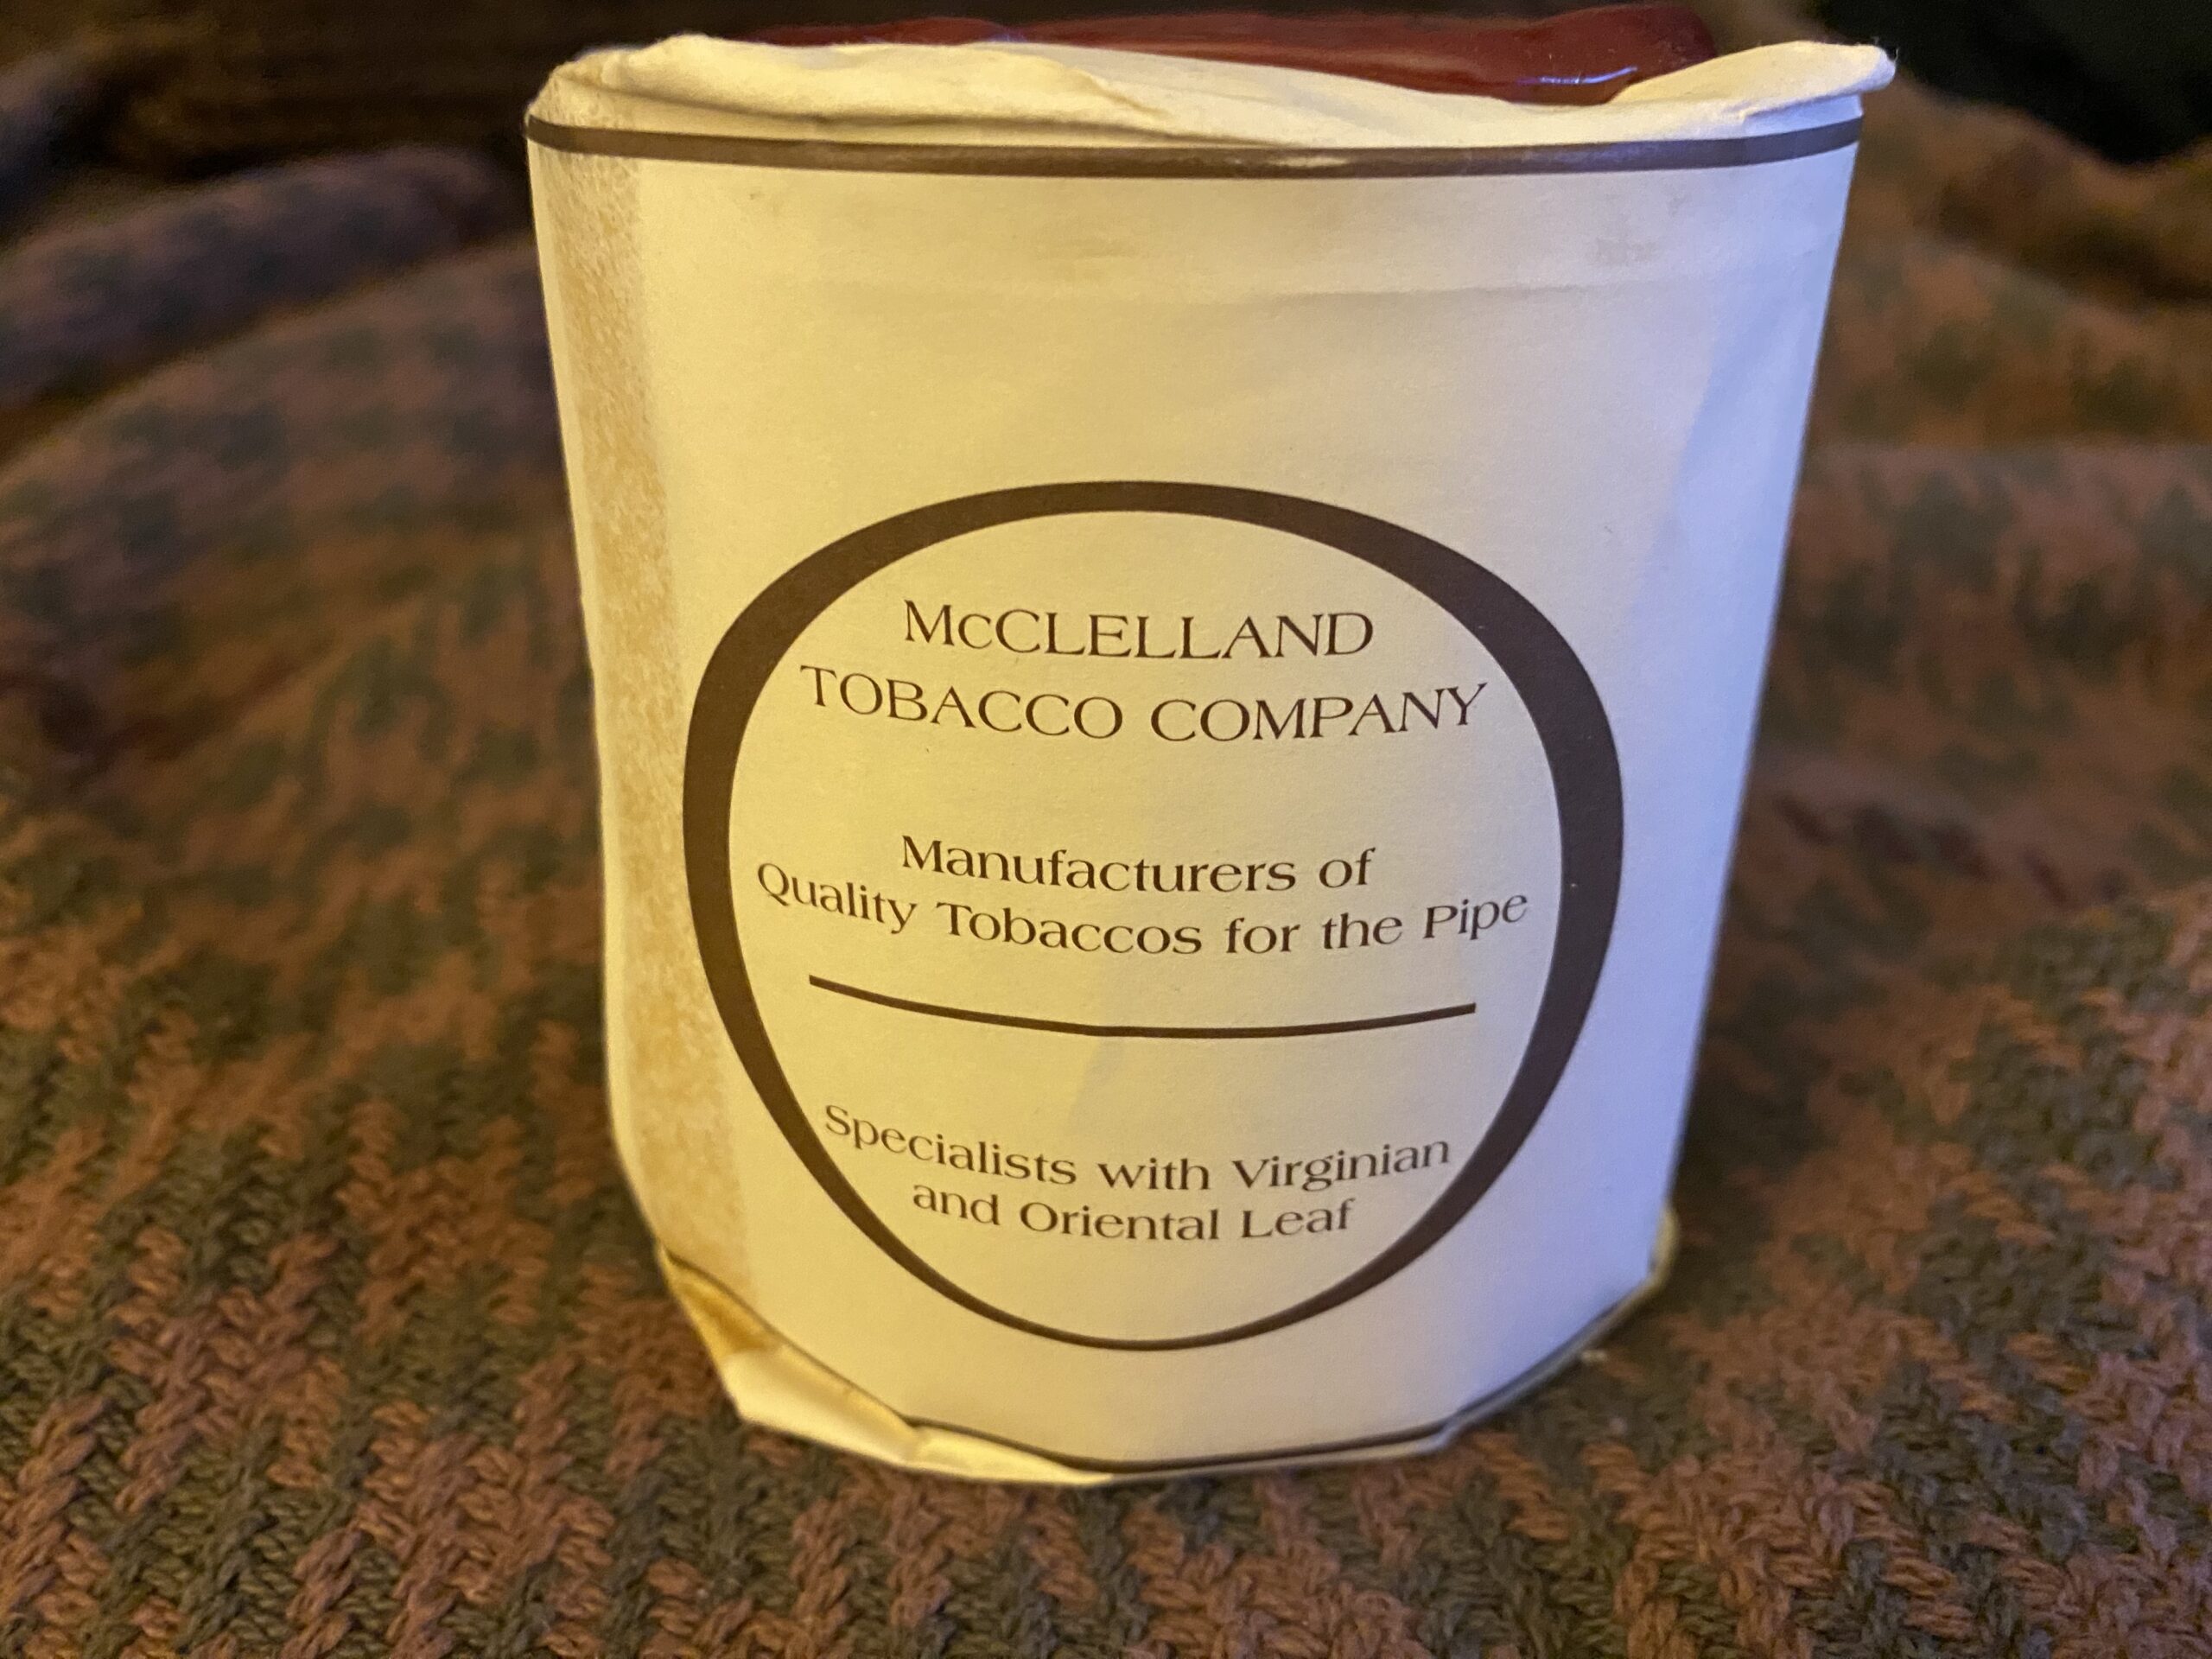 McCLELLAND
TOBACCO COMPANY
Manufacturers of
Quality Tobaccos for the Pipe
Specialists with Virginian
and Oriental Leaf